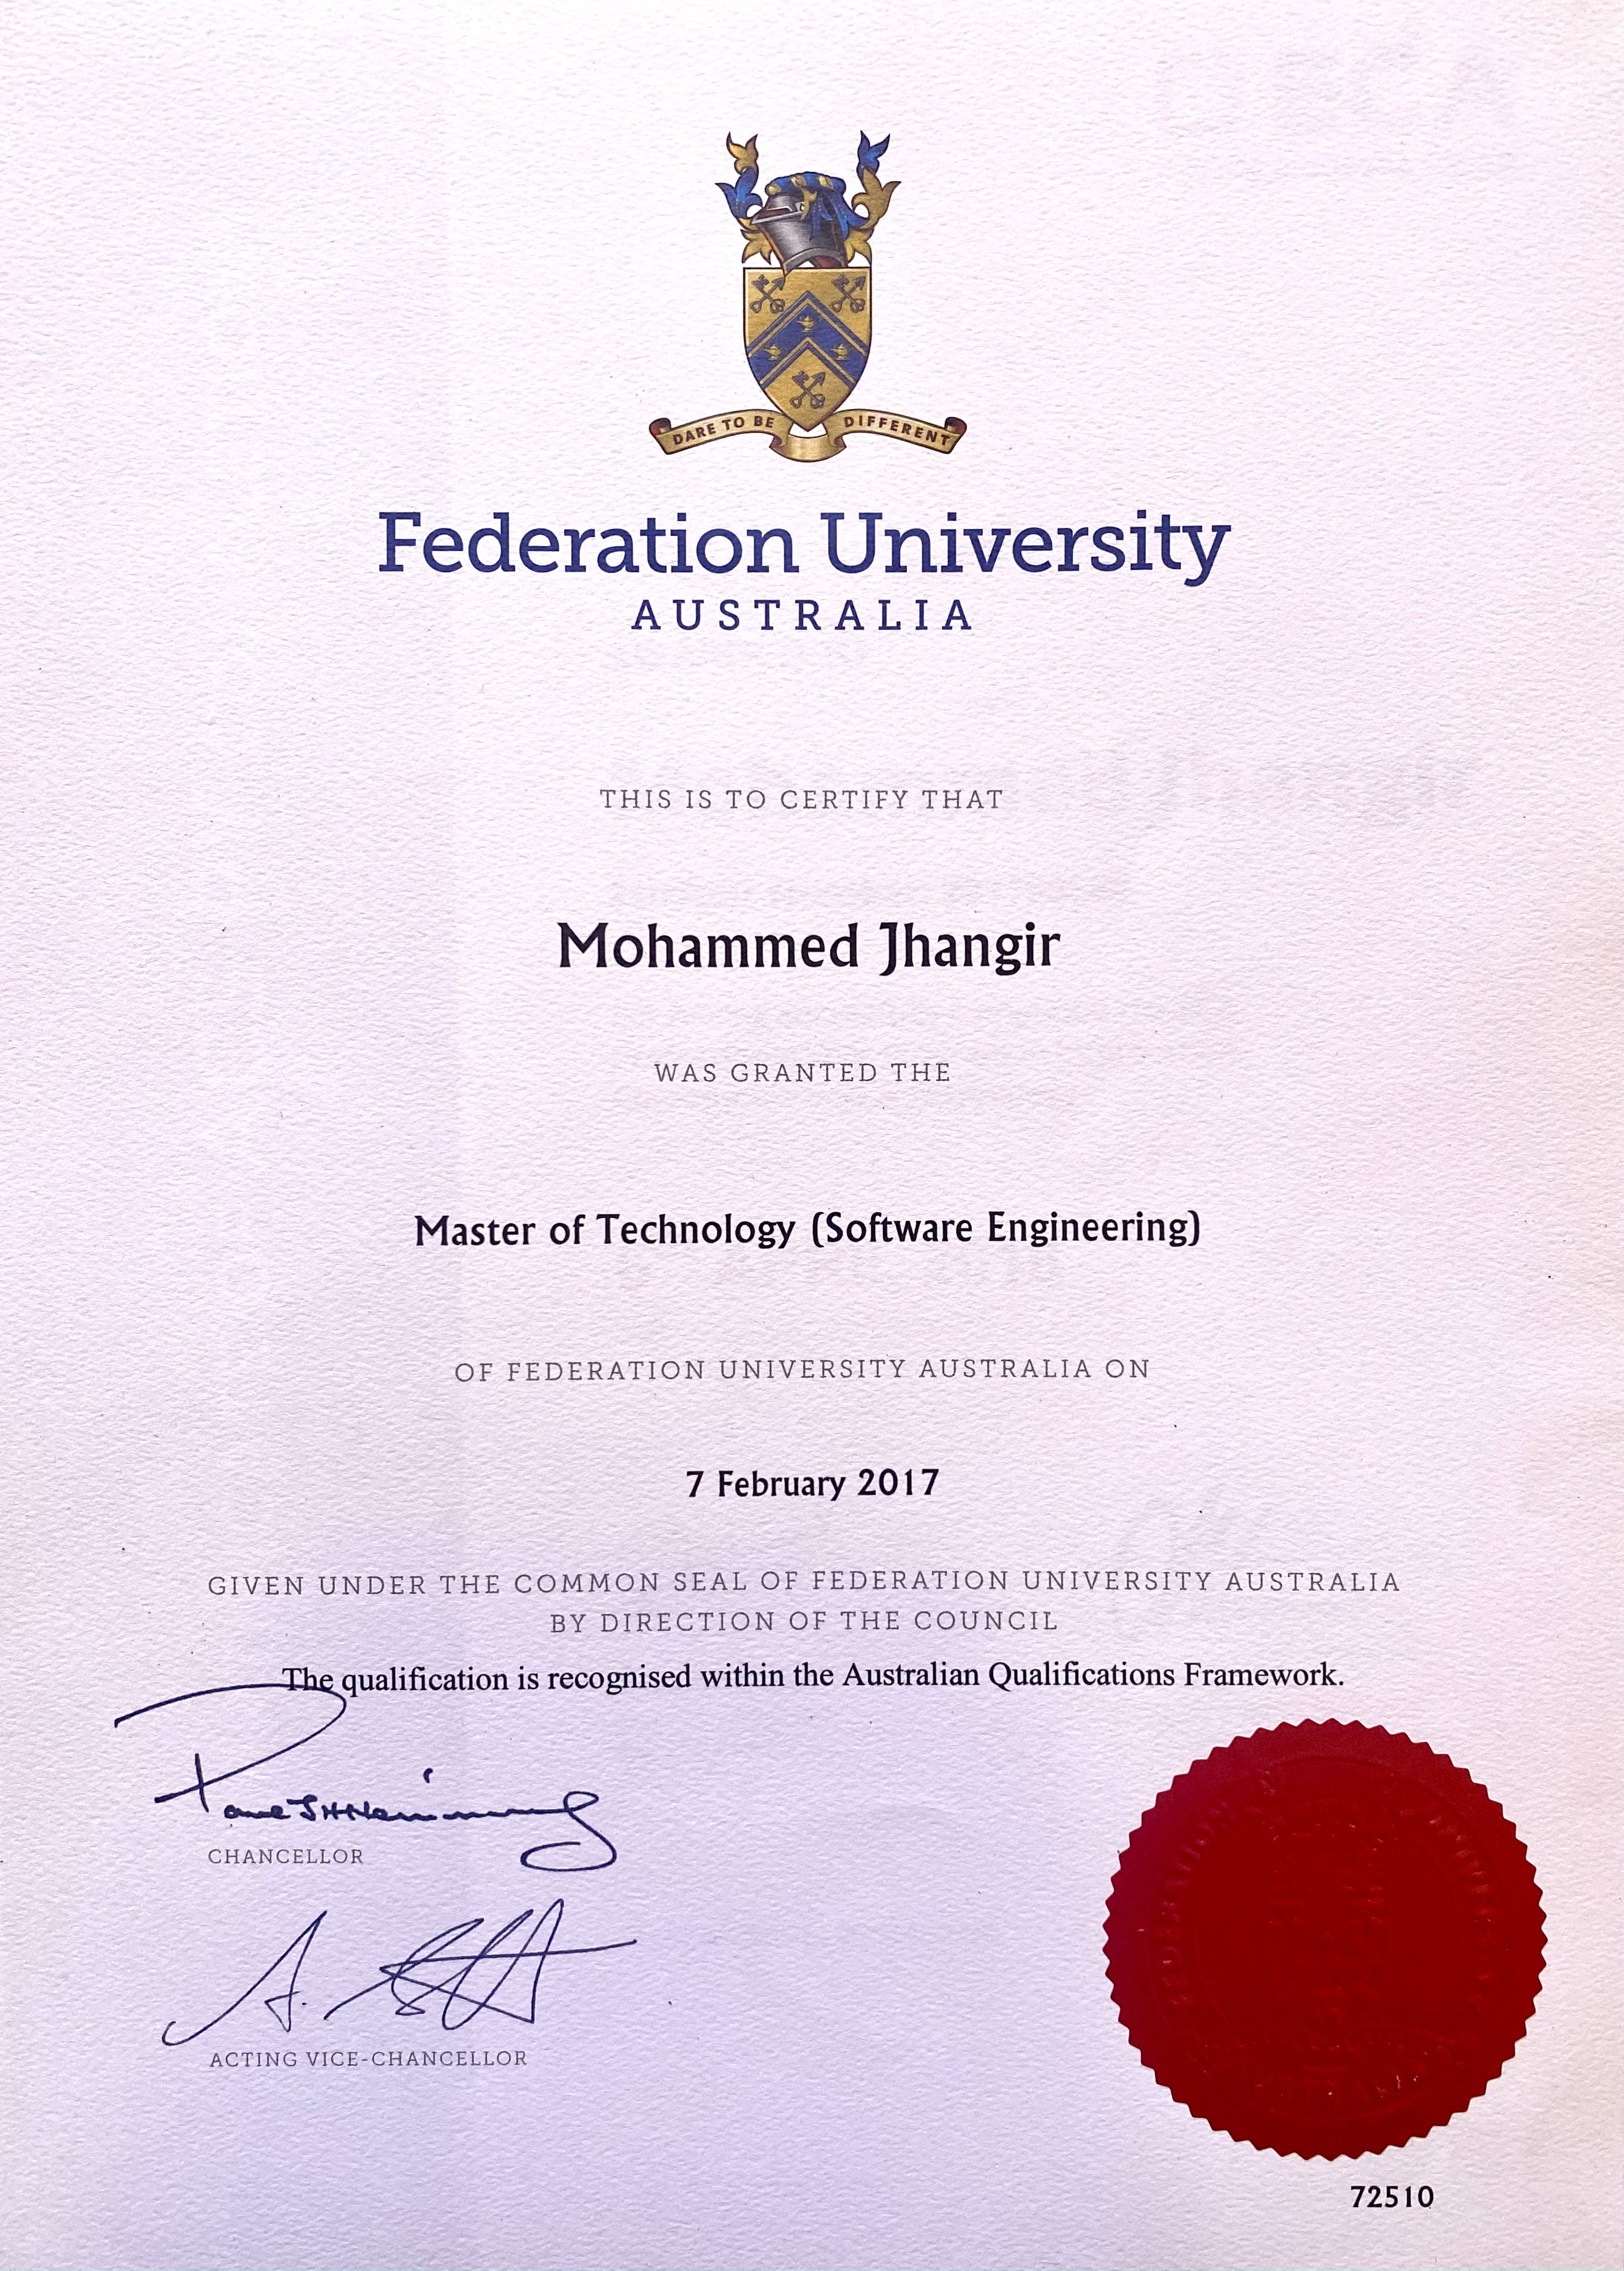 DARE TO BE DIFFERENT
Federation University
AUSTRALIA
THIS IS TO CERTIFY THAT
Mohammed Jhangir
WAS GRANTED THE
Master of Technology (Software Engineering)
OF FEDERATION UNIVERSITY AUSTRALIA ON
7 February 2017
GIVEN UNDER THE COMMON SEAL OF FEDERATION UNIVERSITY AUSTRALIA
BY DIRECTION OF THE COUNCIL
The qualification is recognised within the Australian Qualifications Framework.
CHANCELLOR
ACTING VICE-CHANCELLOR
72510